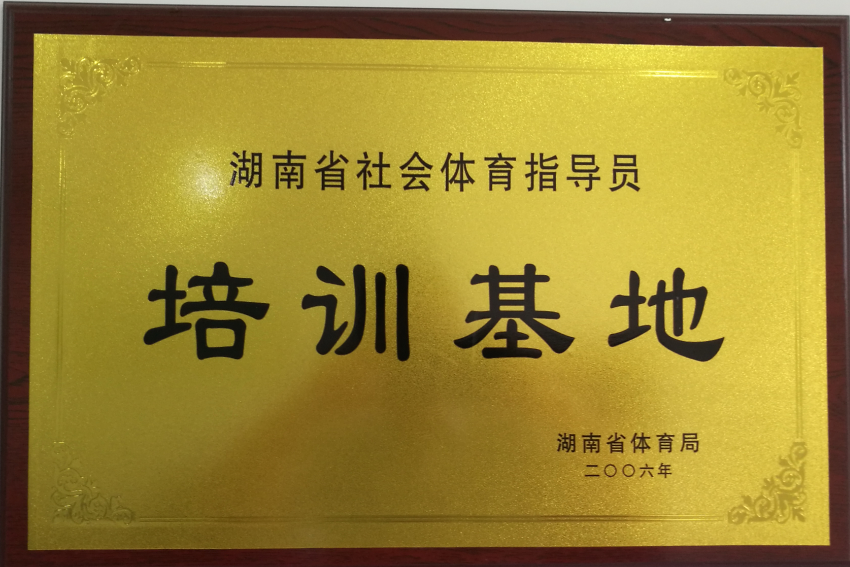 湖南省社会体育指导员
培训基地
湖南省体育局
二〇〇六年